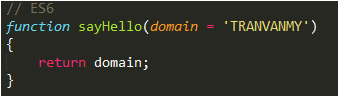 // ES6
function sayHello(domain = 'TRANVANMY')
{
    return domain;
}